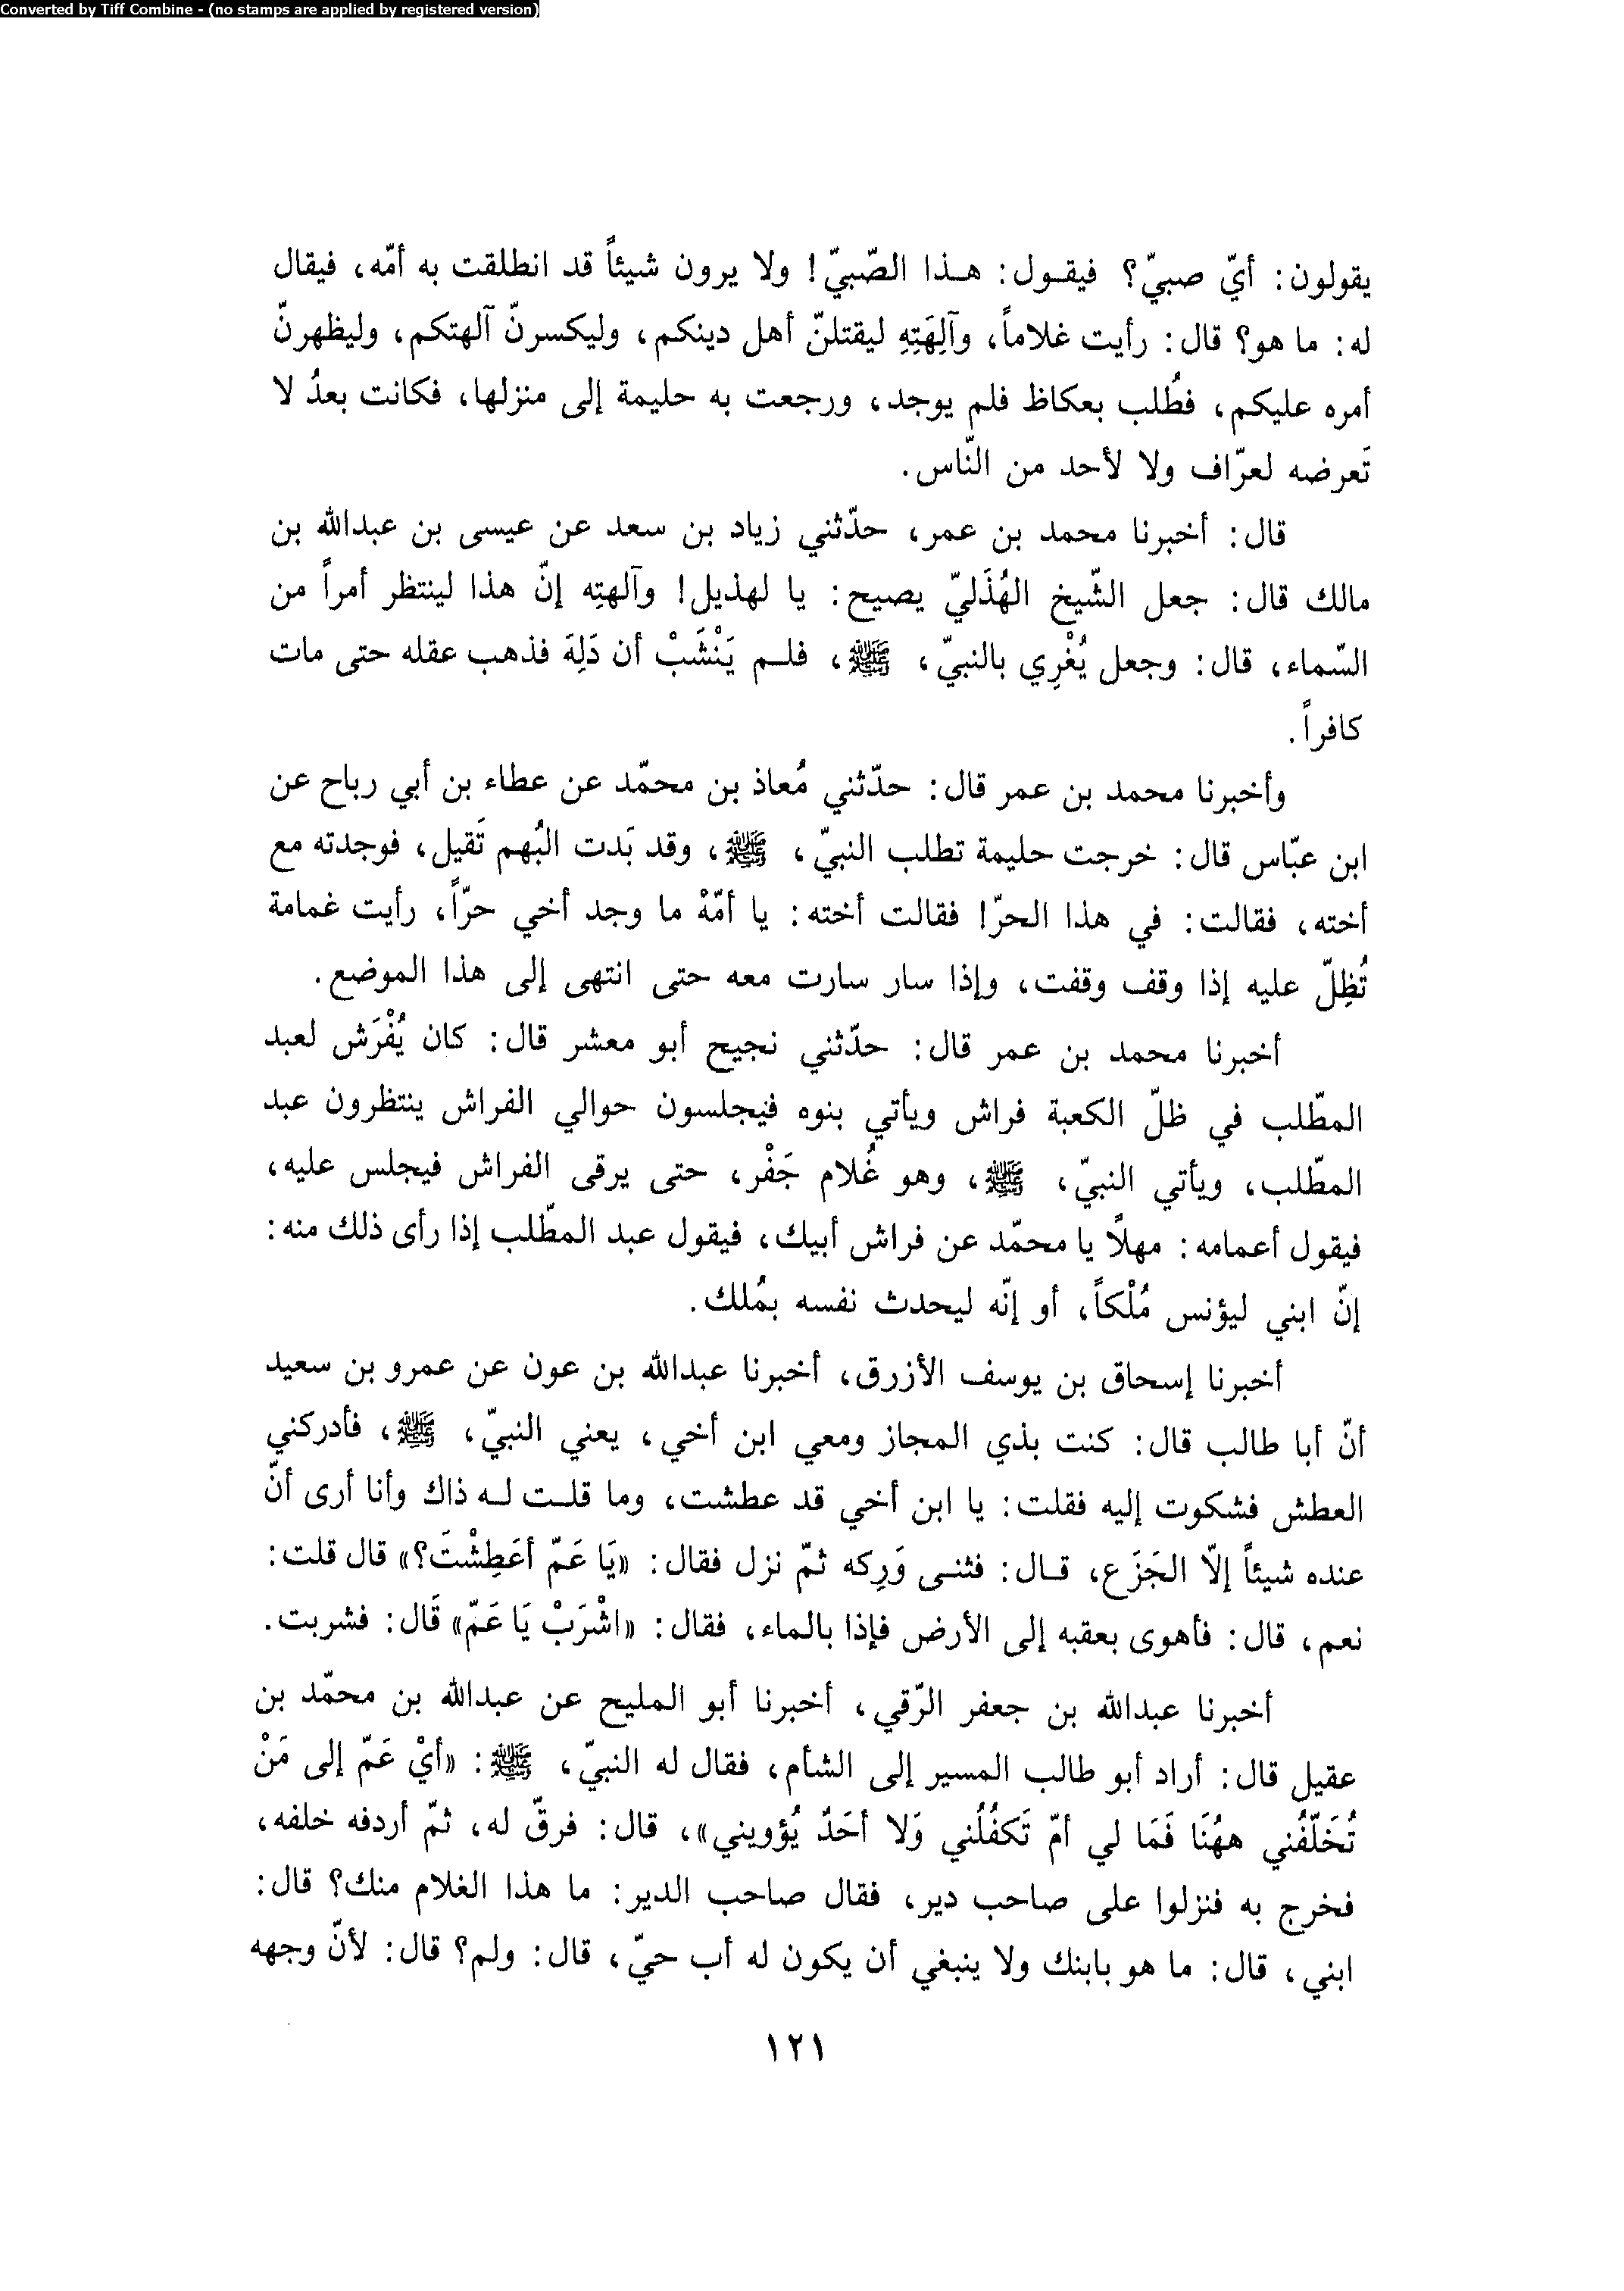 Converted by Tiff Combine - (no stamps are applied by registered version)
يقولون: أيّ صبيّ؟ فيقـول: هـذا الصّبيّ! ولا يرون شيئاً قد انطلقت به أمّه، فيقال
له: ما هو؟ قال: رأيت غلاماً، وآلِهَتِهِ ليقتلنّ أهل دينكم، وليكسرنّ آلهتكم، وليظهرنّ
أمره عليكم، فطُلب بعكاظ فلم يوجد، ورجعت به حليمة إلى منزلها، فكانت بعدُ لا
تَعرضه لعرّاف ولا لأحد من النّاس.
قال: أخبرنا محمد بن عمر، حدّثني زياد بن سعد عن عيسى بن عبدالله بن
مالك قال: جعل الشّيخ الهُذَليّ يصيح: يا لهذيل! وآلهتِه إنّ هذا لينتظر أمراً من
السّماء، قال: وجعل يُغْرِي بالنبيّ، ﷺ، فلـم يَنْشَبْ أن دَلِهَ فذهب عقله حتى مات
كافراً.
وأخبرنا محمد بن عمر قال: حدّثني مُعاذ بن محمّد عن عطاء بن أبي رباح عن
ابن عبّاس قال: خرجت حليمة تطلب النبيّ، ﷺ، وقد بَدت البُهم تَقيل، فوجدته مع
أخته، فقالت: في هذا الحرّ! فقالت أخته: يا أمّهْ ما وجد أخي حرّاً، رأيت غمامة
تُظِلّ عليه إذا وقف وقفت، وإذا سار سارت معه حتى انتهى إلى هذا الموضع.
أخبرنا محمد بن عمر قال: حدّثني نجيح أبو معشر قال: كان يُفْرَش لعبد
المطّلب في ظلّ الكعبة فراش ويأتي بنوه فيجلسون حوالي الفراش ينتظرون عبد
المطّلب، ويأتي النبيّ، ﷺ، وهو غُلام جَفْر، حتى يرقى الفراش فيجلس عليه،
فيقول أعمامه: مهلاً يا محمّد عن فراش أبيك، فيقول عبد المطّلب إذا رأى ذلك منه:
إنّ ابني ليؤنس مُلْكاً، أو إنّه ليحدث نفسه بمُلك.
أخبرنا إسحاق بن يوسف الأزرق، أخبرنا عبدالله بن عون عن عمرو بن سعيد
أنّ أبا طالب قال: كنت بذي المجاز ومعي ابن أخي، يعني النبيّ، ﷺ، فأدركني
العطش فشكوت إليه فقلت: يا ابن أخي قد عطشت، وما قلـت لـه ذاك وأنا أرى أنّ
عنده شيئاً إلّا الجَزَع، قـال: فثنـى وَرِكه ثمّ نزل فقال: «يَا عَمّ أعَطِشْتَ؟» قال قلت:
نعم، قال: فأهوى بعقبه إلى الأرض فإذا بالماء، فقال: «اشْرَبْ يَا عَمّ» قَال: فشربت.
أخبرنا عبدالله بن جعفر الرّقي، أخبرنا أبو المليح عن عبدالله بن محمّد بن
عقيل قال: أراد أبو طالب المسير إلى الشأم، فقال له النبيّ، ﷺ: «أيْ عَمّ إلى مَنْ
تُخَلّفُني ههُنَا فَمَا لي أمّ تَكفُلُني وَلا أحَدٌ يُؤويني»، قال: فرقّ له، ثمّ أردفه خلفه،
فخرج به فنزلوا على صاحب دير، فقال صاحب الدير: ما هذا الغلام منك؟ قال:
ابني، قال: ما هو بابنك ولا ينبغي أن يكون له أب حيّ، قال: ولم؟ قال: لأنّ وجهه
١٢١